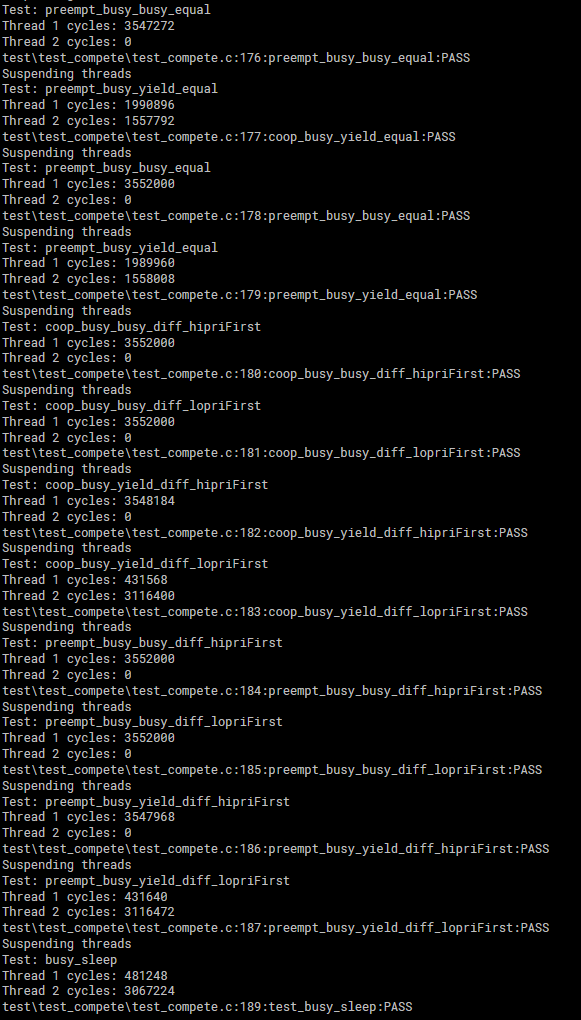 Test: preempt_busy_busy_equal
Thread 1 cycles: 3547272
Thread 2 cycles: 0
test\test_compete\test_compete.c:176:preempt_busy_busy_equal:PASS
Suspending threads
Test: preempt_busy_yield_equal
Thread 1 cycles: 1990896
Thread 2 cycles: 1557792
test\test_compete\test_compete.c:177:coop_busy_yield_equal:PASS
Suspending threads
Test: preempt_busy_busy_equal
Thread 1 cycles: 3552000
Thread 2 cycles: 0
test\test_compete\test_compete.c:178:preempt_busy_busy_equal:PASS
Suspending threads
Test: preempt_busy_yield_equal
Thread 1 cycles: 1989960
Thread 2 cycles: 1558008
test\test_compete\test_compete.c:179:preempt_busy_yield_equal:PASS
Suspending threads
Test: coop_busy_busy_diff_hipriFirst
Thread 1 cycles: 3552000
Thread 2 cycles: 0
test\test_compete\test_compete.c:180:coop_busy_busy_diff_hipriFirst:PASS
Suspending threads
Test: coop_busy_busy_diff_lopriFirst
Thread 1 cycles: 3552000
Thread 2 cycles: 0
test\test_compete\test_compete.c:181:coop_busy_busy_diff_lopriFirst:PASS
Suspending threads
Test: coop_busy_yield_diff_hipriFirst
Thread 1 cycles: 3548184
Thread 2 cycles: 0
test\test_compete\test_compete.c:182:coop_busy_yield_diff_hipriFirst:PASS
Suspending threads
Test: coop_busy_yield_diff_lopriFirst
Thread 1 cycles: 431568
Thread 2 cycles: 3116400
test\test_compete\test_compete.c:183:coop_busy_yield_diff_lopriFirst:PASS
Suspending threads
Test: preempt_busy_busy_diff_hipriFirst
Thread 1 cycles: 3552000
Thread 2 cycles: 0
test\test_compete\test_compete.c:184:preempt_busy_busy_diff_hipriFirst:PASS
Suspending threads
Test: preempt_busy_busy_diff_lopriFirst
Thread 1 cycles: 3552000
Thread 2 cycles: 0
test\test_compete\test_compete.c:185:preempt_busy_busy_diff_lopriFirst:PASS
Suspending threads
Test: preempt_busy_yield_diff_hipriFirst
Thread 1 cycles: 3547968
Thread 2 cycles: 0
test\test_compete\test_compete.c:186:preempt_busy_yield_diff_hipriFirst:PASS
Suspending threads
Test: preempt_busy_yield_diff_lopriFirst
Thread 1 cycles: 431640
Thread 2 cycles: 3116472
test\test_compete\test_compete.c:187:preempt_busy_yield_diff_lopriFirst:PASS
Suspending threads
Test: busy_sleep
Thread 1 cycles: 481248
Thread 2 cycles: 3067224
test\test_compete\test_compete.c:189:test_busy_sleep:PASS